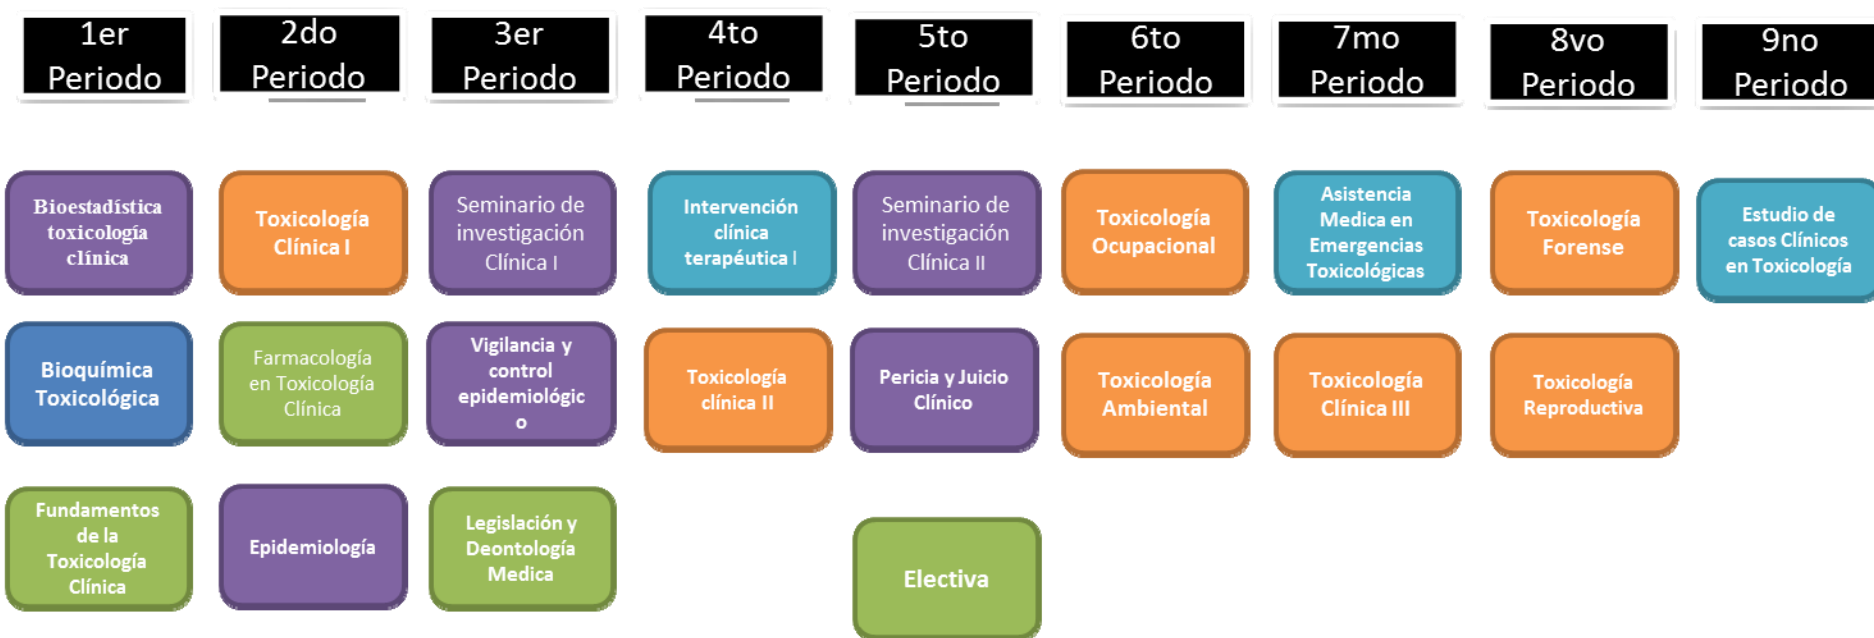 1er
Periodo
2do
Periodo
3er
Periodo
4to
Periodo
5to
Periodo
6to
Periodo
7mo
Periodo
8vo
Periodo
9no
Periodo
Bioestadística
toxicología
clínica
Toxicología
Clínica I
Seminario de
investigación
Clínica I
Intervención
clínica
terapéutica I
Seminario de
investigación
Clínica II
Toxicología
Ocupacional
Asistencia
Medica en
Emergencias
Toxicológicas
Toxicología
Forense
Estudio de
casos Clínicos
en Toxicología
Bioquímica
Toxicológica
Farmacología
en Toxicología
Clínica
Vigilancia y
control
epidemiológic
o
Toxicología
clínica II
Pericia y Juicio
Clínico
Toxicología
Ambiental
Toxicología
Clínica III
Toxicología
Reproductiva
Fundamentos
de la
Toxicología
Clínica
Epidemiología
Legislación y
Deontología
Medica
Electiva